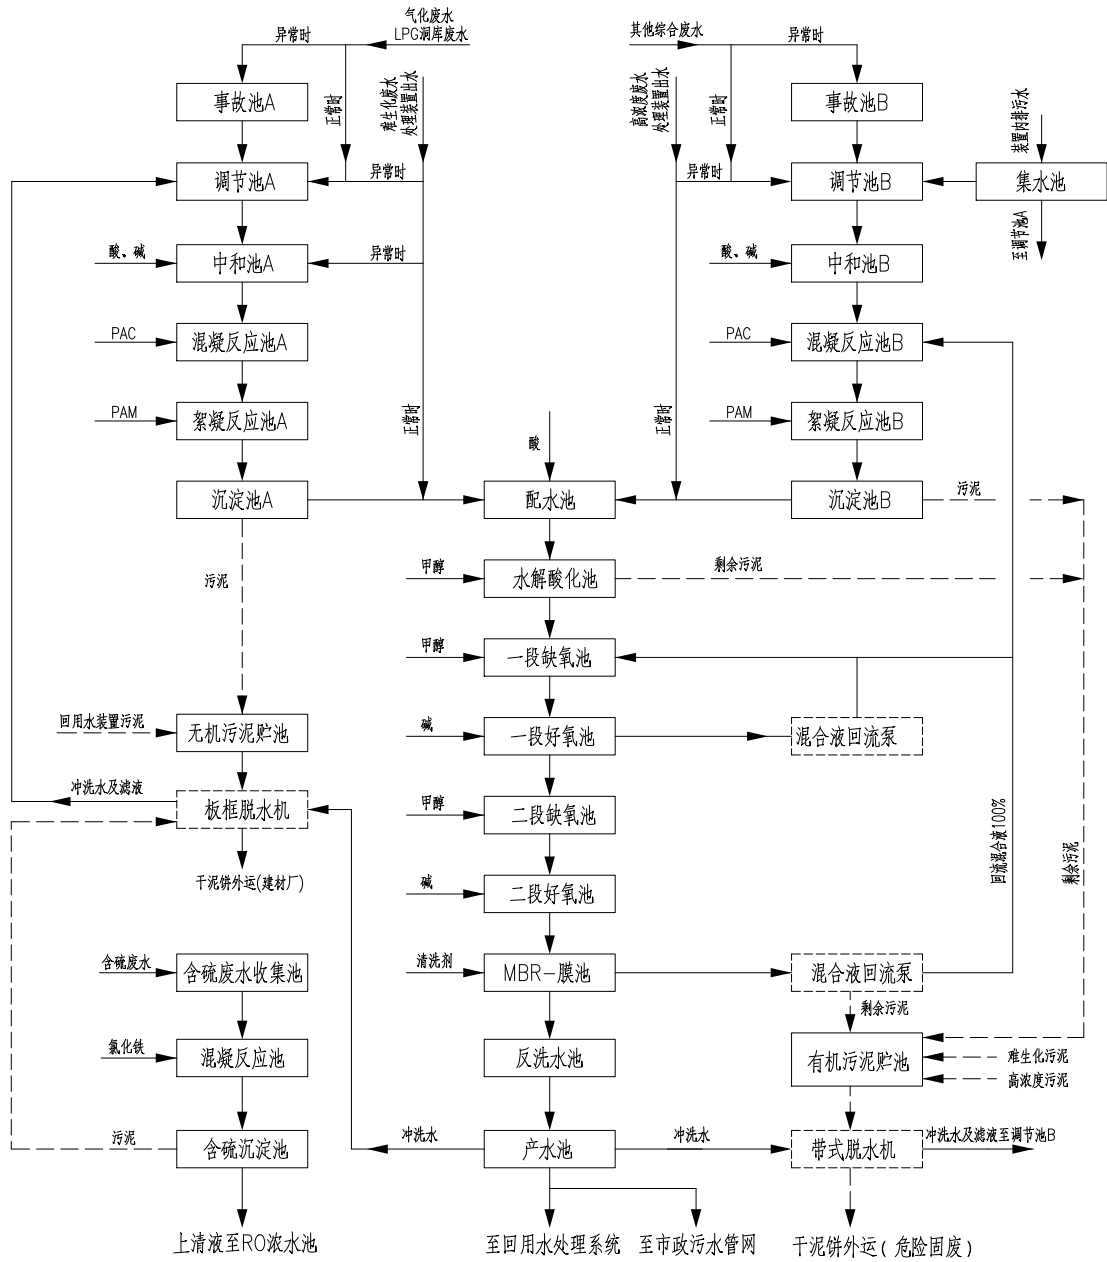 气化废水
LPG洞库废水
异常时
其他综合废水
异常时
正常时
难生化废水
处理装置出水
高浓度废水
处理装置出水
正常时
事故池A
事故池B
装置内排污水
调节池A
异常时
异常时
调节池B
集水池
至调节池A
酸、碱
中和池A
异常时
酸、碱
中和池B
PAC
混凝反应池A
PAC
混凝反应池B
PAM
絮凝反应池A
正常时
酸
正常时
PAM
絮凝反应池B
沉淀池A
配水池
沉淀池B
污泥
污泥
甲醇
水解酸化池
剩余污泥
甲醇
一段缺氧池
回用水装置污泥
无机污泥贮池
碱
一段好氧池
混合液回流泵
冲洗水及滤液
板框脱水机
甲醇
二段缺氧池
回流混合液100%
剩余污泥
干泥饼外运(建材厂)
碱
二段好氧池
含硫废水
含硫废水收集池
清洗剂
MBR-膜池
混合液回流泵
剩余污泥
氯化铁
混凝反应池
反洗水池
有机污泥贮池
难生化污泥
高浓度污泥
污泥
含硫沉淀池
冲洗水
产水池
冲洗水
带式脱水机
冲洗水及滤液至调节池B
上清液至RO浓水池
至回用水处理系统
至市政污水管网
干泥饼外运(危险固废)